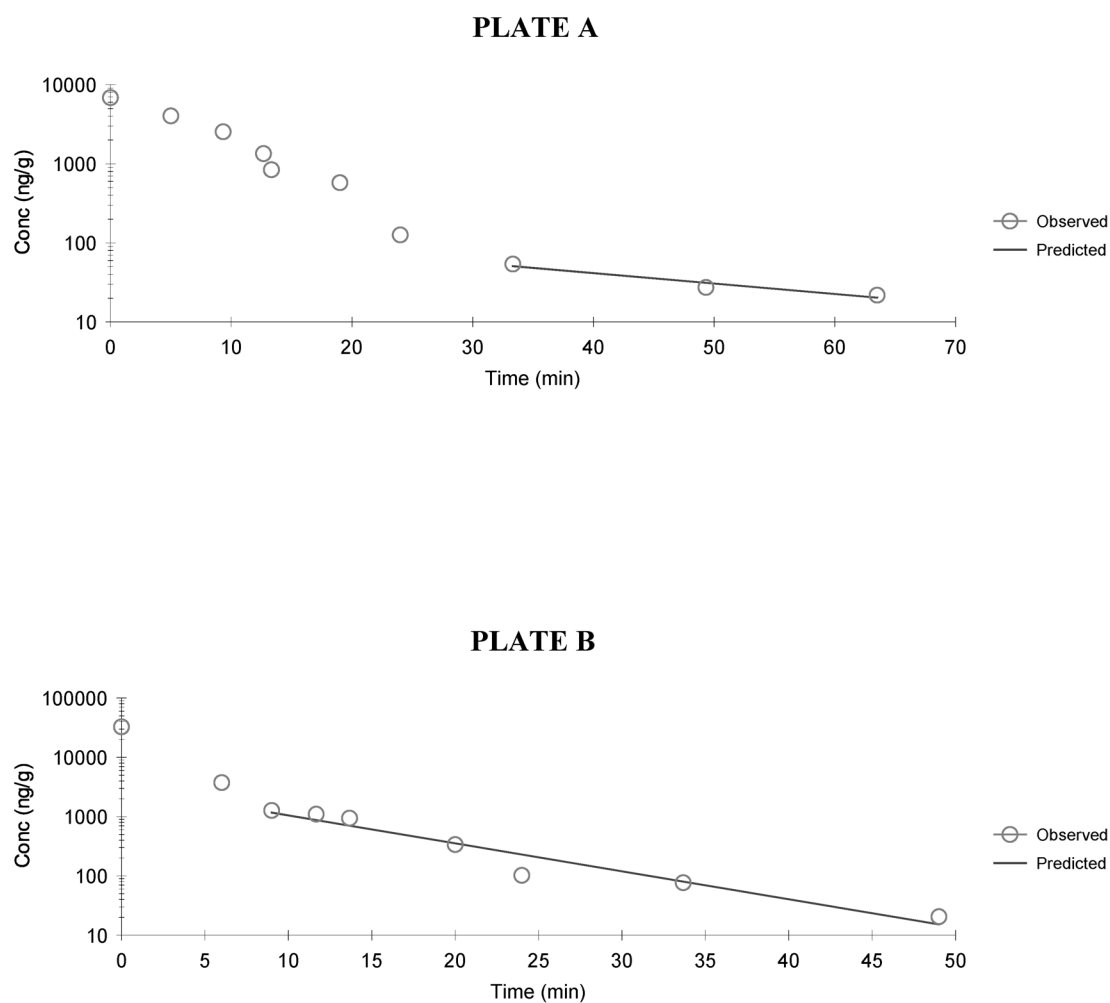 PLATE A
10000
1000
100
10
Conc (ng/g)
0 10 20 30 40 50 60 70
Time (min)
Observed
Predicted
PLATE B
100000
10000
1000
100
10
Conc (ng/g)
0 5 10 15 20 25 30 35 40 45 50
Time (min)
Observed
Predicted